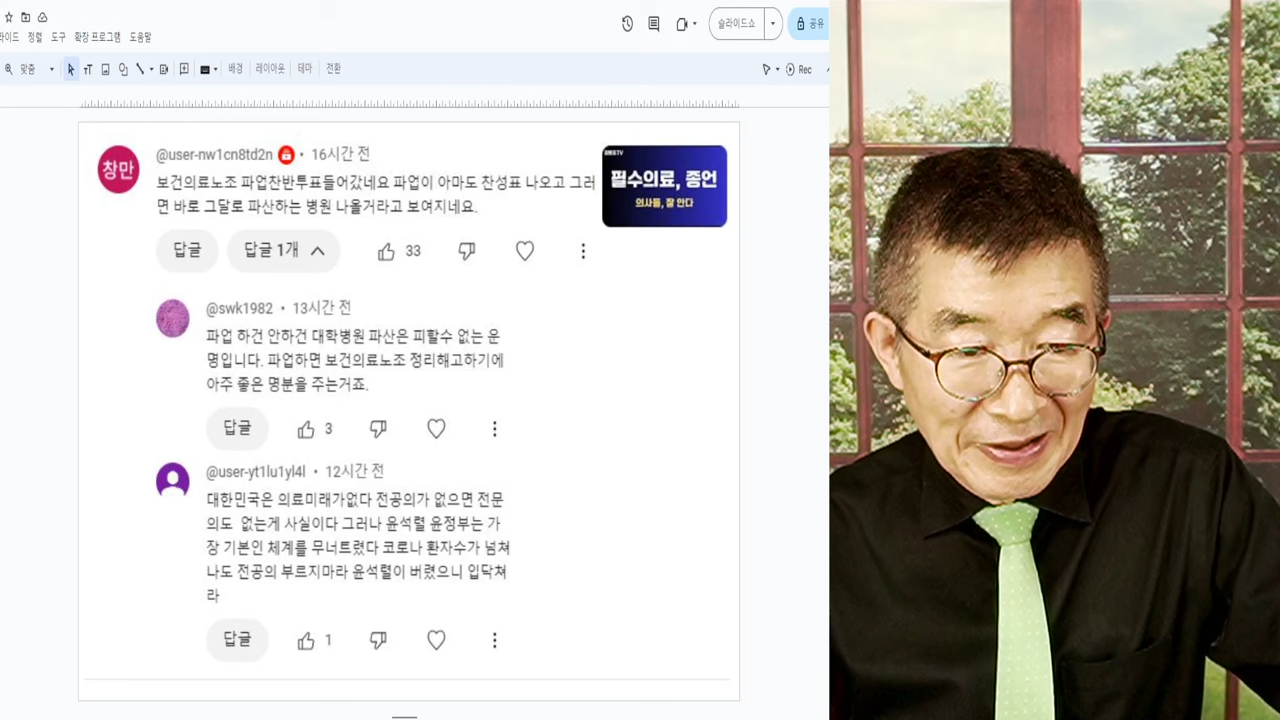 라이드 정렬 도구 확장 프로그램 도움말
슬라이드쇼
공유
맞춤
배경 레이아웃 테마 전환
Rec
창만
@user-nw1cn8td2n • 16시간 전
보건의료노조 파업찬반투표들어갔네요 파업이 아마도 찬성표 나오고 그러
면 바로 그달로 파산하는 병원 나올거라고 보여지네요.
필수의료, 종언
의사들, 잘 안다
답글
답글 1개
33
@swk1982 • 13시간 전
파업 하건 안하건 대학병원 파산은 피할수 없는 운
명입니다. 파업하면 보건의료노조 정리해고하기에
아주 좋은 명분을 주는거죠.
답글
3
@user-yt1lu1yl4l • 12시간 전
대한민국은 의료미래가없다 전공의가 없으면 전문
의도 없는게 사실이다 그러나 윤석렬 윤정부는 가
장 기본인 체계를 무너트렸다 코로나 환자수가 넘쳐
나도 전공의 부르지마라 윤석렬이 버렸으니 입닥쳐
라
답글
1